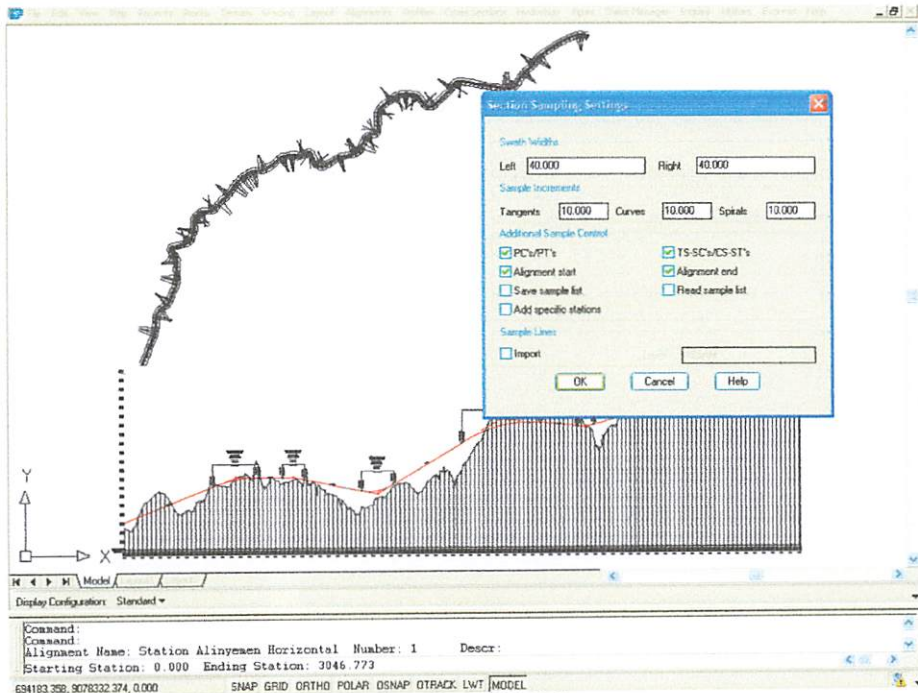 Section Sampling Settings
Swath Widths
Left 40.000 Right 40.000
Sample Increments
Tangents 10.000 Curves 10.000 Spirals 10.000
Additional Sample Control
PC's/PT's TS-SC's/CS-ST's
Alignment start Alignment end
Save sample list Read sample list
Add specific stations
Sample Lines
Import
OK Cancel Help
Y
X
Model
Display Configuration: Standard
Command:
Command:
Alignment Name: Station Alinyemen Horizontal Number: 1 Descr:
Starting Station: 0.000 Ending Station: 3046.773
694183.358, 9078332.374, 0.000 SNAP GRID ORTHO POLAR OSNAP OTRACK LWT MODEL